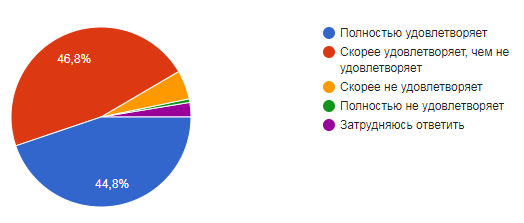 46,8%
44,8%
Полностью удовлетворяет
Скорее удовлетворяет, чем не
удовлетворяет
Скорее не удовлетворяет
Полностью не удовлетворяет
Затрудняюсь ответить